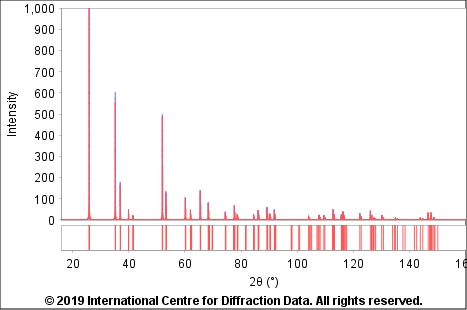 1,000
900
800
700
600
500
400
300
200
100
0
Intensity
20 40 60 80 100 120 140 16
2θ (°)
© 2019 International Centre for Diffraction Data. All rights reserved.